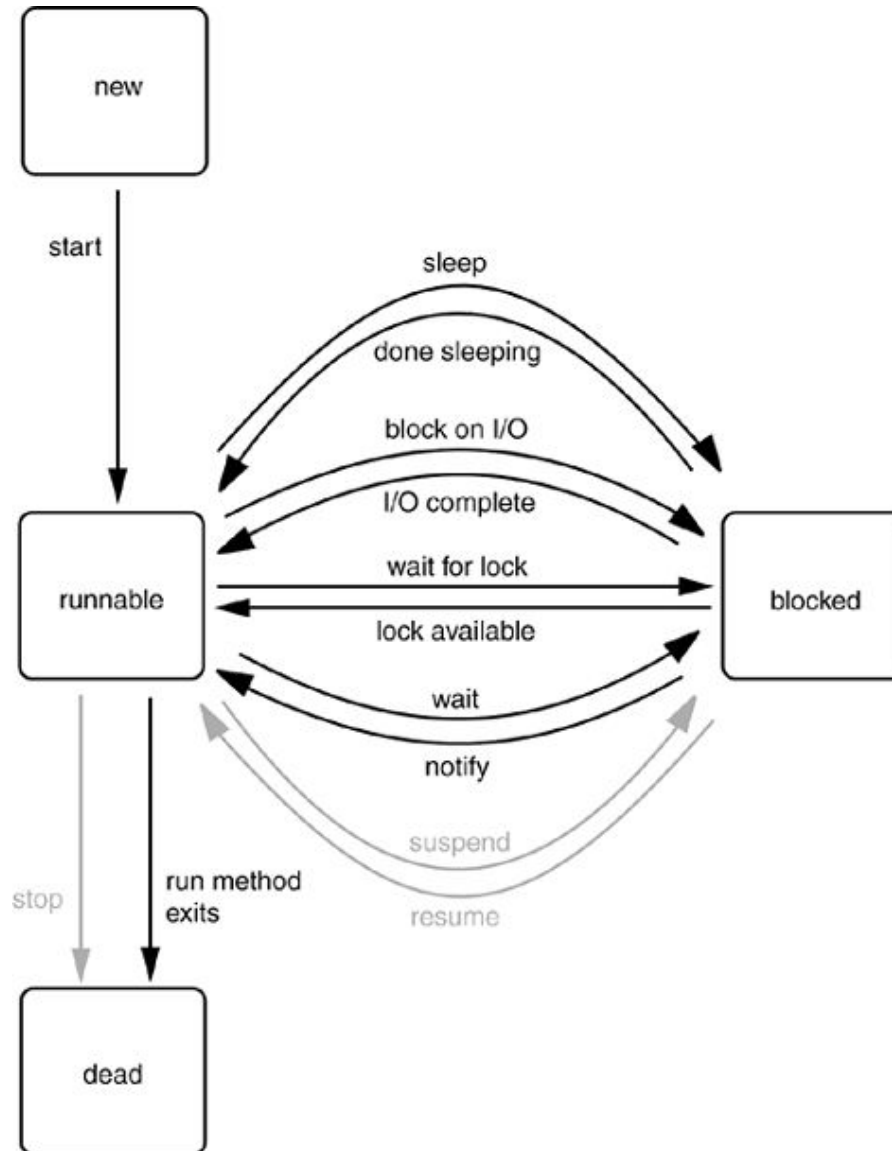 new
start
sleep
done sleeping
block on I/O
I/O complete
runnable
wait for lock
blocked
lock available
wait
notify
suspend
resume
stop
run method
exits
dead